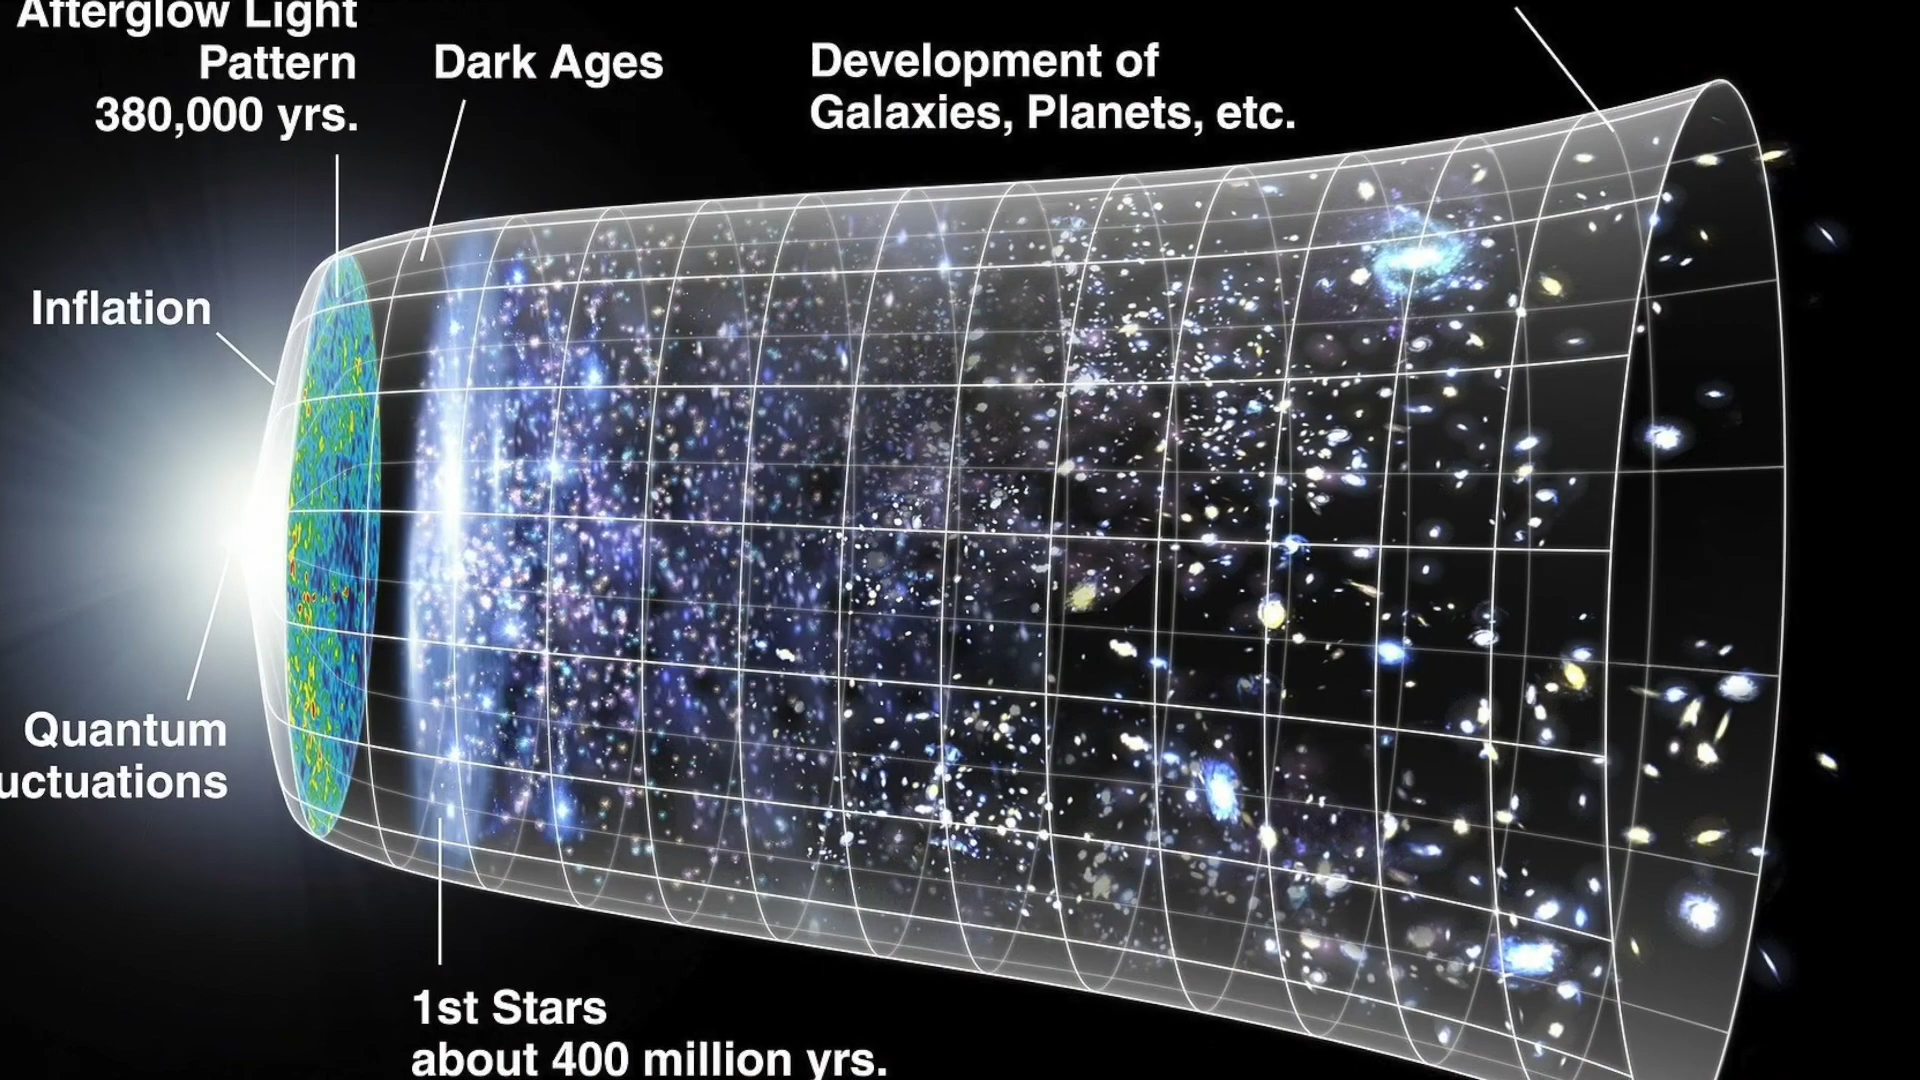 Afterglow Light
Pattern
380,000 yrs.
Dark Ages
Development of
Galaxies, Planets, etc.
Inflation
Quantum
uctuations
1st Stars
about 400 million yrs.